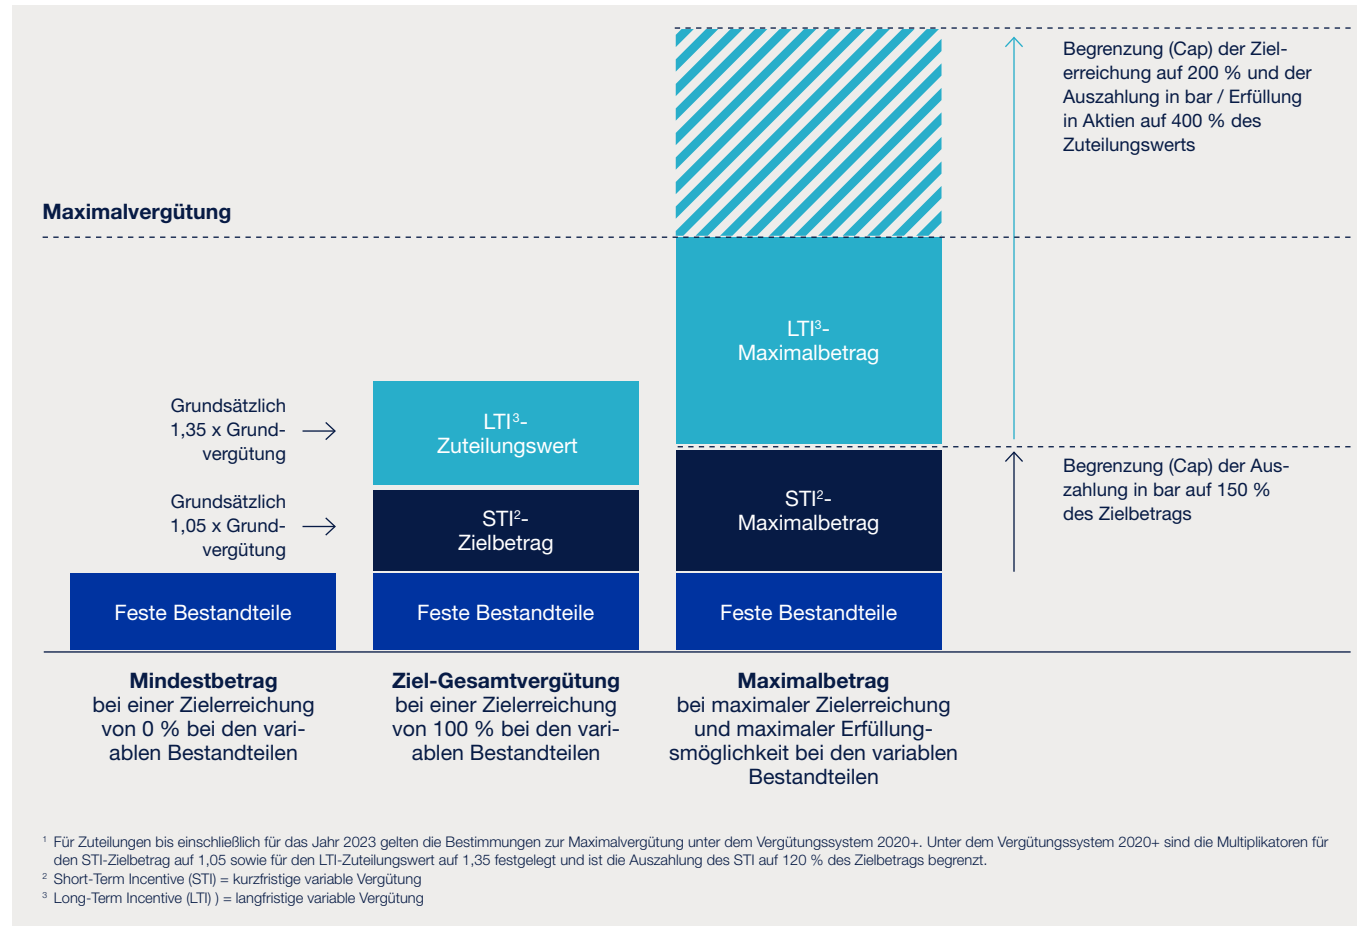 Begrenzung (Cap) der Ziel-
erreichung auf 200 % und der
Auszahlung in bar / Erfüllung
in Aktien auf 400 % des
Zuteilungswerts
Maximalvergütung
LTI³-
Maximalbetrag
Grundsätzlich
1,35 x Grund-
vergütung
LTI³-
Zuteilungswert
Begrenzung (Cap) der Aus-
zahlung in bar auf 150 %
des Zielbetrags
Grundsätzlich
1,05 x Grund-
vergütung
STI²-
Zielbetrag
STI²-
Maximalbetrag
Feste Bestandteile
Feste Bestandteile
Feste Bestandteile
Mindestbetrag
bei einer Zielerreichung
von 0 % bei den vari-
ablen Bestandteilen
Ziel-Gesamtvergütung
bei einer Zielerreichung
von 100 % bei den vari-
ablen Bestandteilen
Maximalbetrag
bei maximaler Zielerreichung
und maximaler Erfüllung-
smöglichkeit bei den variablen
Bestandteilen
¹ Für Zuteilungen bis einschließlich für das Jahr 2023 gelten die Bestimmungen zur Maximalvergütung unter dem Vergütungssystem 2020+. Unter dem Vergütungssystem 2020+ sind die Multiplikatoren für
den STI-Zielbetrag auf 1,05 sowie für den LTI-Zuteilungswert auf 1,35 festgelegt und ist die Auszahlung des STI auf 120 % des Zielbetrags begrenzt.
² Short-Term Incentive (STI) = kurzfristige variable Vergütung
³ Long-Term Incentive (LTI) ) = langfristige variable Vergütung